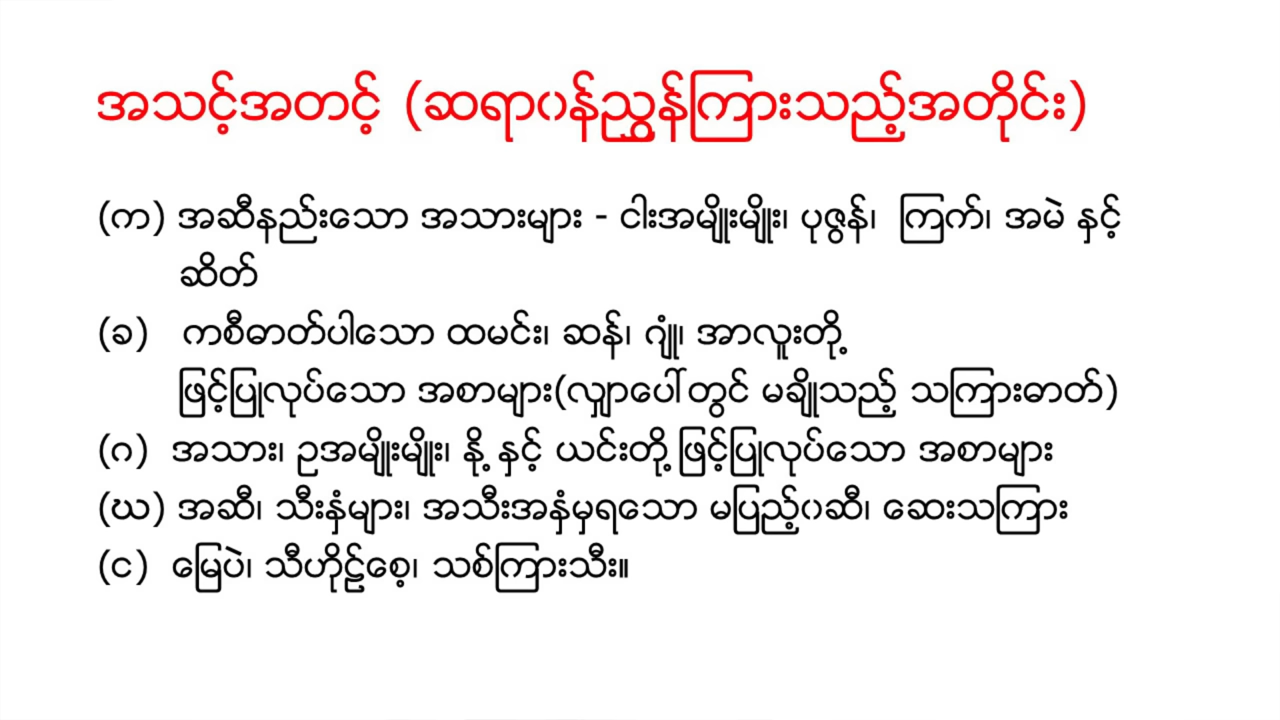 အသင့်အတင့် (ဆရာဝန်ညွှန်ကြားသည့်အတိုင်း)
(က) အဆီနည်းသော အသားများ - ငါးအမျိုးမျိုး၊ ပုဇွန်၊ ကြက်၊ အမဲ နှင့်
ဆိတ်
(ခ) ကစီဓာတ်ပါသော ထမင်း၊ ဆန်၊ ဂျုံ၊ အာလူးတို့
ဖြင့်ပြုလုပ်သော အစာများ(လျှာပေါ်တွင် မချိုသည့် သကြားဓာတ်)
(ဂ) အသား၊ ဥအမျိုးမျိုး၊ နို့ နှင့် ယင်းတို့ ဖြင့်ပြုလုပ်သော အစာများ
(ဃ) အဆီ၊ သီးနှံများ၊ အသီးအနှံမှရသော မပြည့်ဝဆီ၊ ဆေးသကြား
(င) မြေပဲ၊ သီဟိုဠ်စေ့၊ သစ်ကြားသီး။